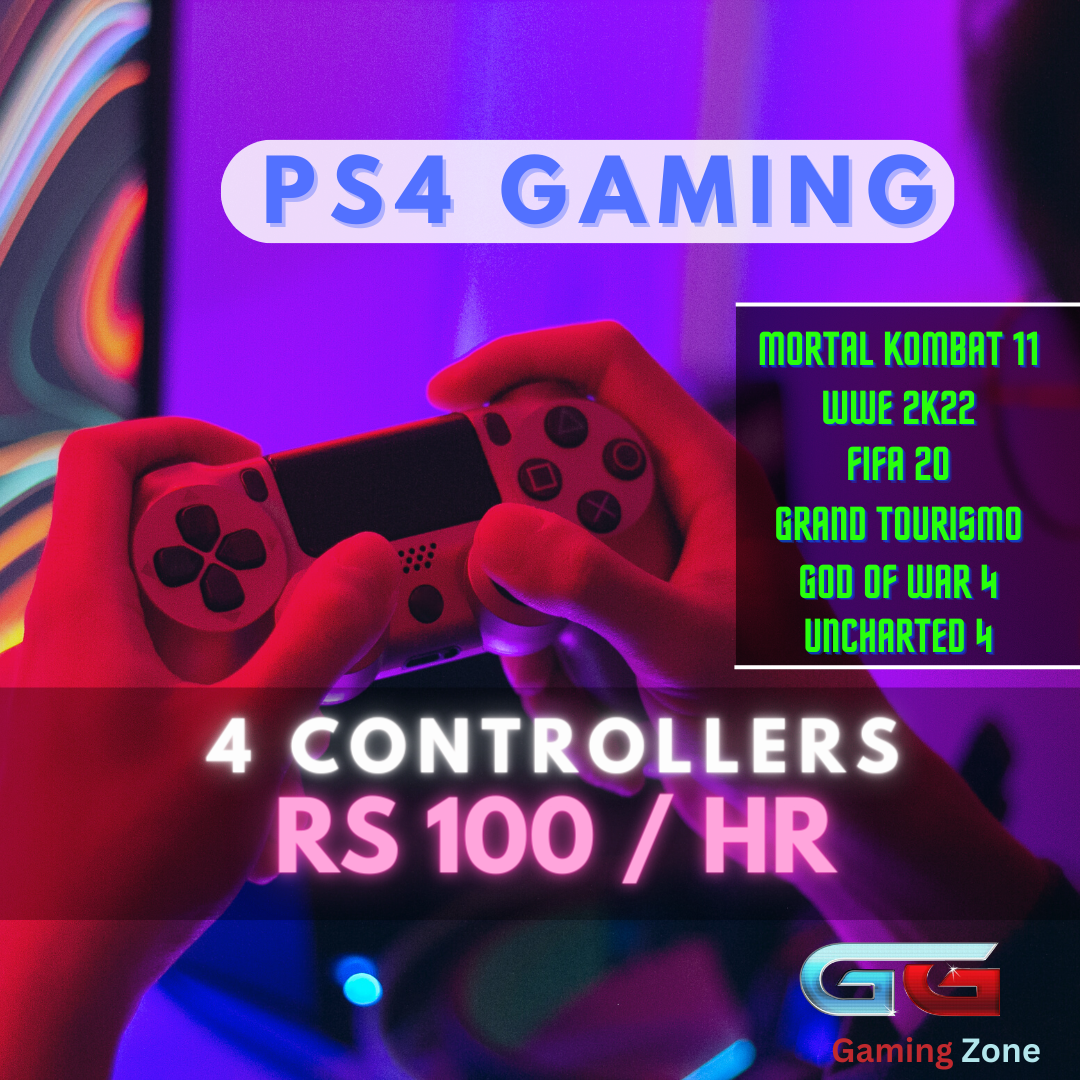 PS4 GAMING
MORTAL KOMBAT 11
WWE 2K22
FIFA 20
GRAND TOURISMO
GOD OF WAR 4
UNCHARTED 4
4 CONTROLLERS
RS 100 / HR
GG
Gaming Zone